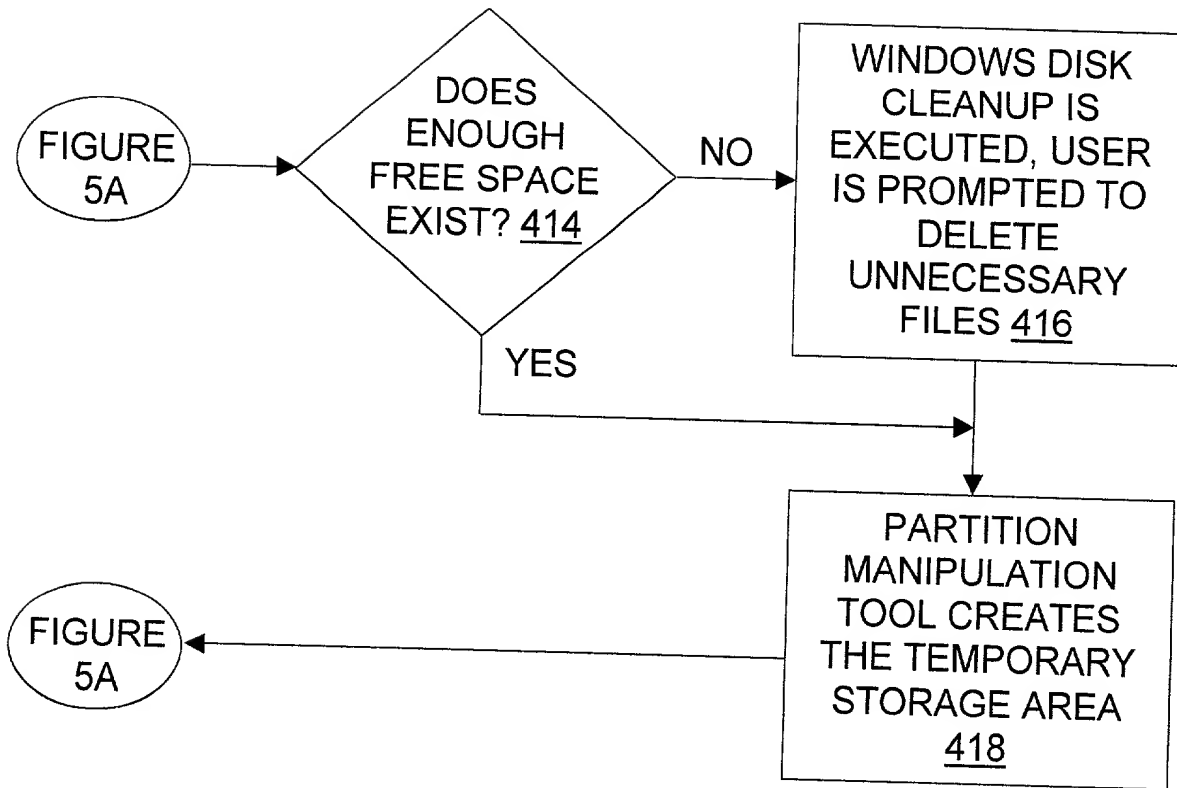 FIGURE
5A
DOES
ENOUGH
FREE SPACE
EXIST? 414
NO
WINDOWS DISK
CLEANUP IS
EXECUTED, USER
IS PROMPTED TO
DELETE
UNNECESSARY
FILES 416
YES
PARTITION
MANIPULATION
TOOL CREATES
THE TEMPORARY
STORAGE AREA
418
FIGURE
5A